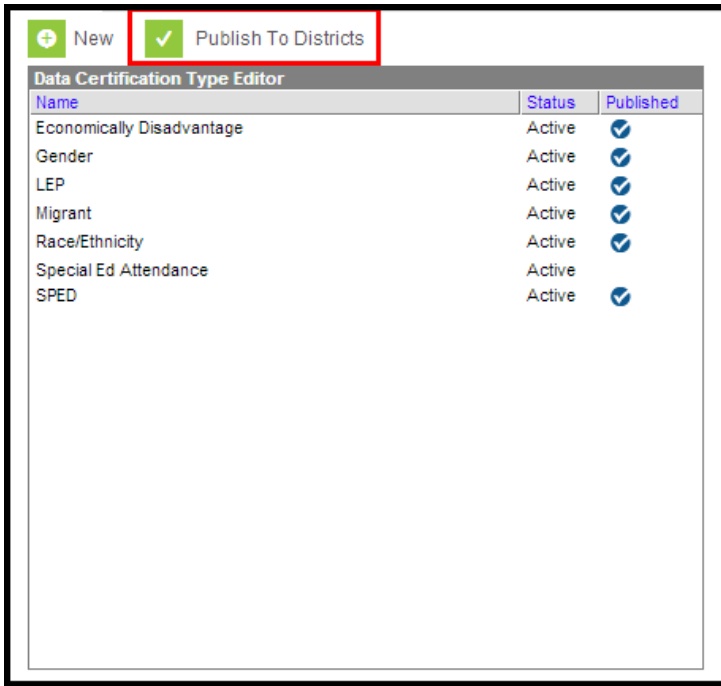 New Publish To Districts
Data Certification Type Editor
Name Status Published
Economically Disadvantage Active
Gender Active
LEP Active
Migrant Active
Race/Ethnicity Active
Special Ed Attendance Active
SPED Active